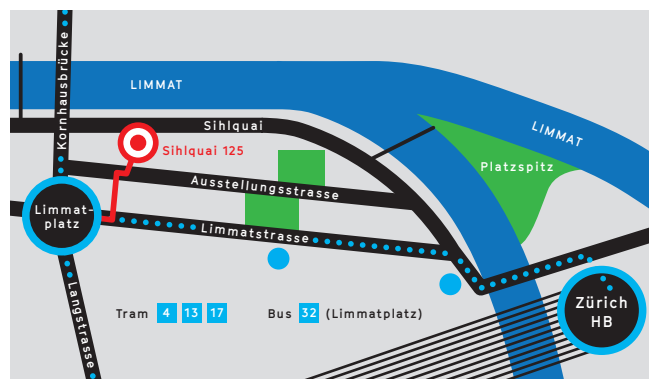 Kornhausbrücke
LIMMAT
Sihlquai
LIMMAT
Sihlquai 125
Platzspitz
Ausstellungsstrasse
Limmat-
platz
Limmatstrasse
Langstrasse
Zürich
HB
Tram 4 13 17 Bus 32 (Limmatplatz)